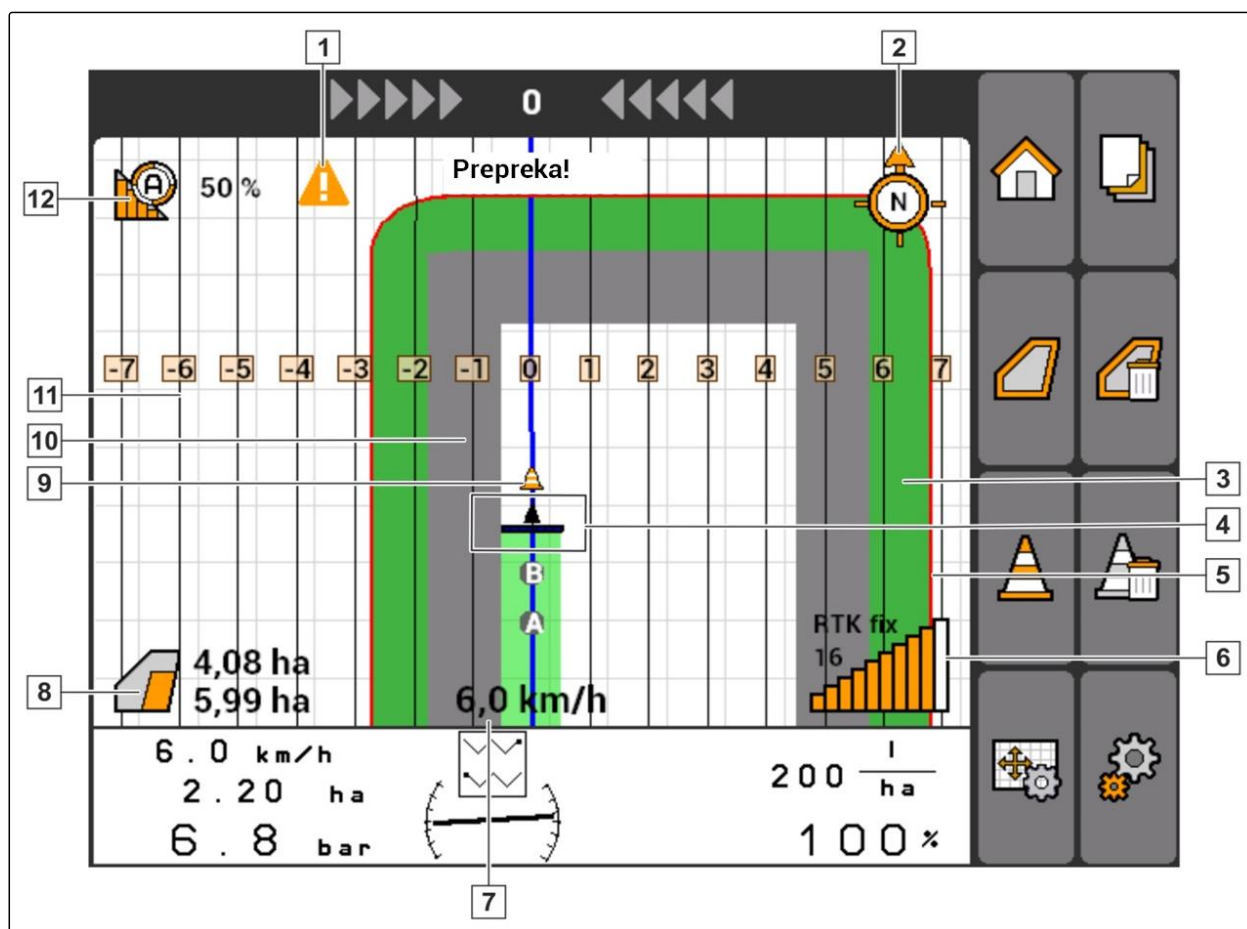 1
2
0
Prepreka!
A
50 %
12
N
-7 -6 -5 -4 -3 -2 -1 0 1 2 3 4 5 6 7
11
10
9
3
4
5
B
A
RTK fix
16
6
8
4,08 ha
5,99 ha
6,0 km/h
6.0 km/h
2.20 ha
6.8 bar
200 l/ha
100%
7